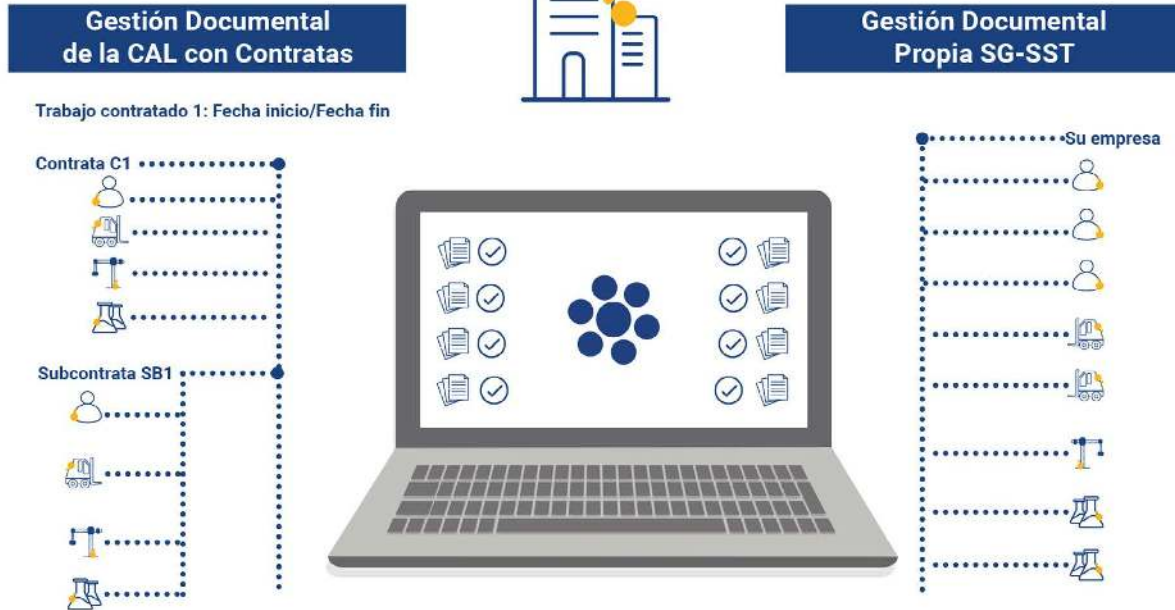 Gestión Documental
de la CAL con Contratas
Gestión Documental
Propia SG-SST
Trabajo contratado 1: Fecha inicio/Fecha fin
Contrata C1
Subcontrata SB1
Su empresa